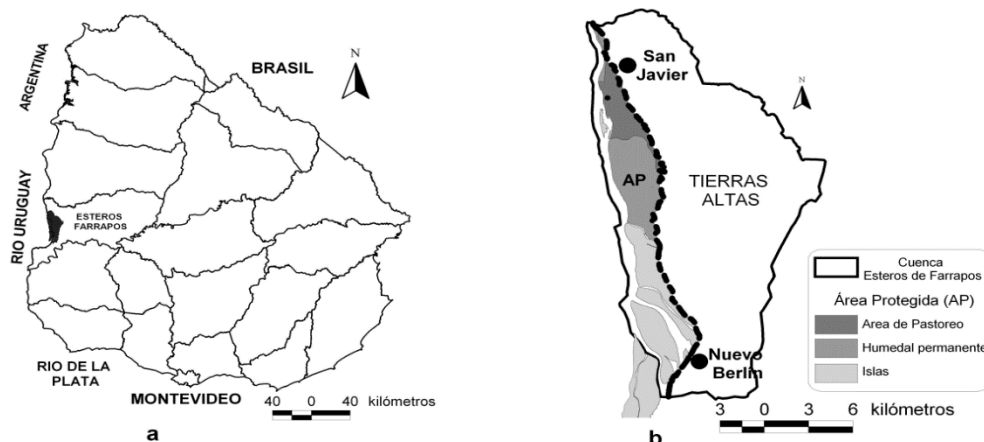 N
BRASIL
ARGENTINA
RIO URUGUAY
ESTEROS
FARRAPOS
RIO DE LA
PLATA
MONTEVIDEO
40 0 40 kilómetros
a
San
Javier
N
AP
TIERRAS
ALTAS
Nuevo
Berlín
Cuenca
Esteros de Farrapos
Área Protegida (AP)
Area de Pastoreo
Humedal permanente
Islas
3 0 3 6 kilómetros
b